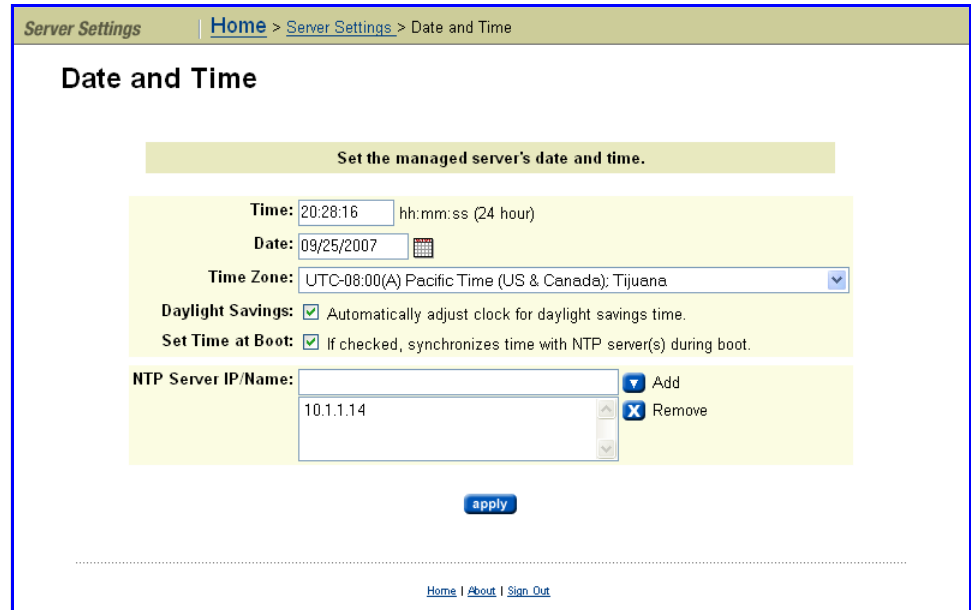 Server Settings | Home > Server Settings > Date and Time
Date and Time
Set the managed server's date and time.
Time: 20:28:16 hh:mm:ss (24 hour)
Date: 09/25/2007
Time Zone: UTC-08:00(A) Pacific Time (US & Canada); Tijuana
Daylight Savings: Automatically adjust clock for daylight savings time.
Set Time at Boot: If checked, synchronizes time with NTP server(s) during boot.
NTP Server IP/Name: Add
10.1.1.14 X Remove
apply
Home | About | Sign Out